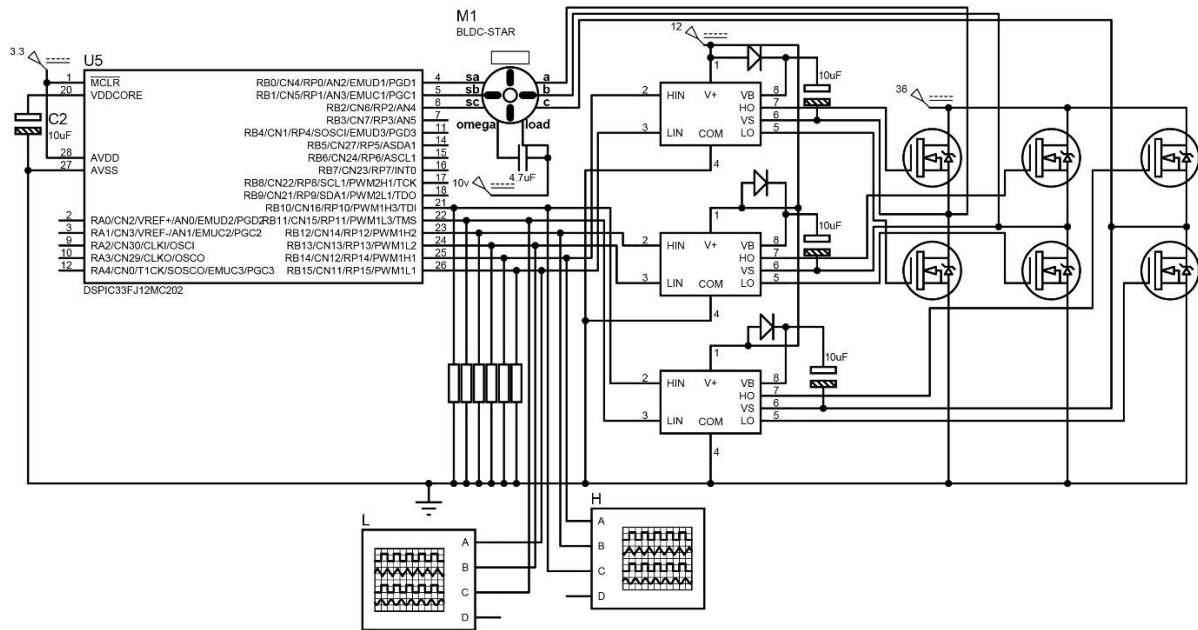 3.3
U5
M1
BLDC-STAR
12
36
10v
1 MCLR
20 VDDCORE
C2
10uF
28 AVDD
27 AVSS
2 RA0/CN2/VREF+/AN0/EMUD2/PGD2
3 RA1/CN3/VREF-/AN1/EMUC2/PGC2
9 RA2/CN30/CLKI/OSCI
10 RA3/CN29/CLKO/OSCO
12 RA4/CN0/T1CK/SOSCO/EMUC3/PGC3
RB0/CN4/RP0/AN2/EMUD1/PGD1 4
RB1/CN5/RP1/AN3/EMUC1/PGC1 5
RB2/CN6/RP2/AN4 6
RB3/CN7/RP3/AN5 7
RB4/CN1/RP4/SOSCI/EMUD3/PGD3 11
RB5/CN27/RP5/ASDA1 14
RB6/CN24/RP6/ASCL1 15
RB7/CN23/RP7/INT0 16
RB8/CN22/RP8/SCL1/PWM2H1/TCK 17
RB9/CN21/RP9/SDA1/PWM2L1/TDO 18
RB10/CN16/RP10/PWM1H3/TDI 21
RB11/CN15/RP11/PWM1L3/TMS 22
RB12/CN14/RP12/PWM1H2 23
RB13/CN13/RP13/PWM1L2 24
RB14/CN12/RP14/PWM1H1 25
RB15/CN11/RP15/PWM1L1 26
DSPIC33FJ12MC202
sa a
sb b
sc c
omega load
4.7uF
10uF
1
2 HIN V+ VB 8
HO 7
VS 6
3 LIN COM LO 5
4
10uF
1
2 HIN V+ VB 8
HO 7
VS 6
3 LIN COM LO 5
4
10uF
1
2 HIN V+ VB 8
HO 7
VS 6
3 LIN COM LO 5
4
L
A
B
C
D
H
A
B
C
D